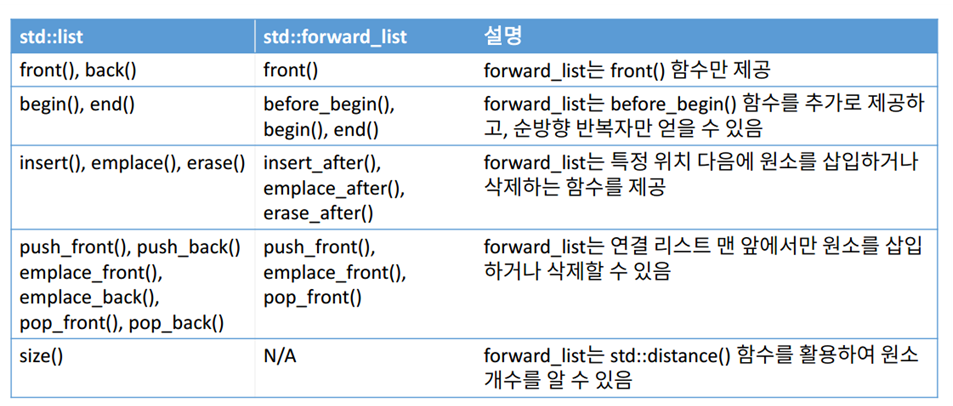 std::list std::forward_list 설명
front(), back() front() forward_list는 front() 함수만 제공
begin(), end() before_begin(), forward_list는 before_begin() 함수를 추가로 제공하
begin(), end() 고, 순방향 반복자만 얻을 수 있음
insert(), emplace(), erase() insert_after(), forward_list는 특정 위치 다음에 원소를 삽입하거나
emplace_after(), 삭제하는 함수를 제공
erase_after()
push_front(), push_back() push_front(), forward_list는 연결 리스트 맨 앞에서만 원소를 삽입
emplace_front(), emplace_front(), 하거나 삭제할 수 있음
emplace_back(), pop_front()
pop_front(), pop_back()
size() N/A forward_list는 std::distance() 함수를 활용하여 원소
개수를 알 수 있음